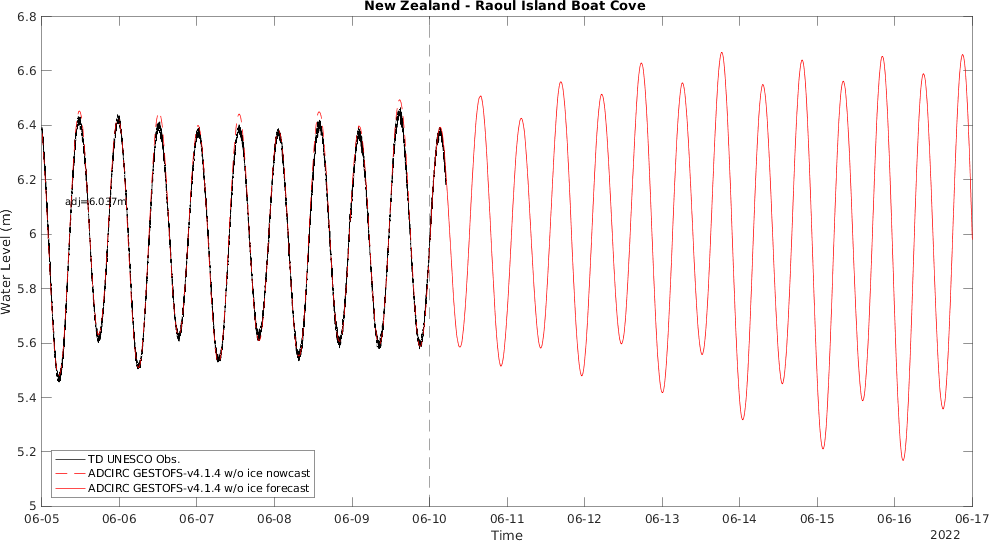 New Zealand - Raoul Island Boat Cove
6.8
6.6
6.4
6.2
6
5.8
5.6
5.4
5.2
5
Water Level (m)
adj=6.037m
TD UNESCO Obs.
ADCIRC GESTOFS-v4.1.4 w/o ice nowcast
ADCIRC GESTOFS-v4.1.4 w/o ice forecast
06-05 06-06 06-07 06-08 06-09 06-10 06-11 06-12 06-13 06-14 06-15 06-16 06-17
Time
2022